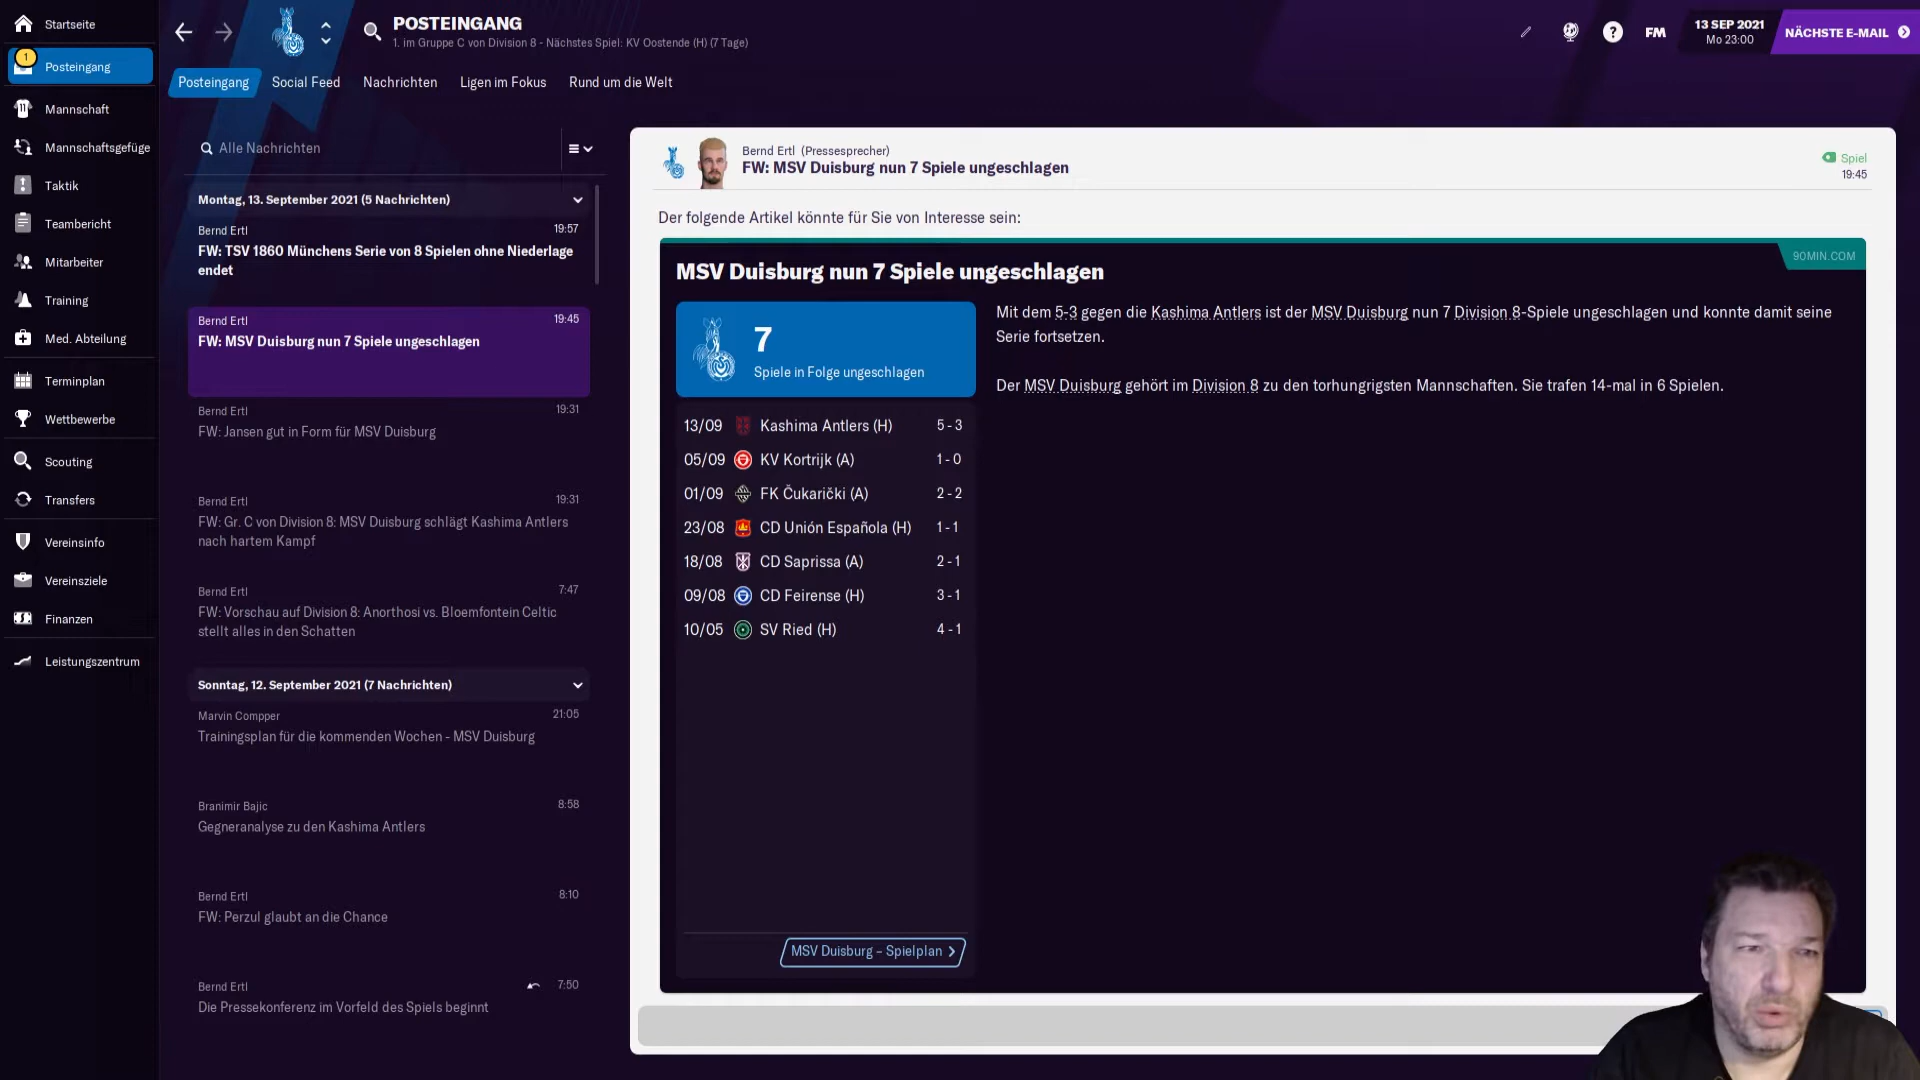 Startseite
1
Posteingang
Mannschaft
Mannschaftsgefüge
Taktik
Teambericht
Mitarbeiter
Training
Med. Abteilung
Terminplan
Wettbewerbe
Scouting
Transfers
Vereinsinfo
Vereinsziele
Finanzen
Leistungszentrum
POSTEINGANG
1. im Gruppe C von Division 8 - Nächstes Spiel: KV Oostende (H) (7 Tage)
FM
13 SEP 2021
Mo 23:00
NÄCHSTE E-MAIL
Posteingang Social Feed Nachrichten Ligen im Fokus Rund um die Welt
Alle Nachrichten
Montag, 13. September 2021 (5 Nachrichten)
Bernd Ertl 19:57
FW: TSV 1860 Münchens Serie von 8 Spielen ohne Niederlage
endet
Bernd Ertl 19:45
FW: MSV Duisburg nun 7 Spiele ungeschlagen
Bernd Ertl 19:31
FW: Jansen gut in Form für MSV Duisburg
Bernd Ertl 19:31
FW: Gr. C von Division 8: MSV Duisburg schlägt Kashima Antlers
nach hartem Kampf
Bernd Ertl 7:47
FW: Vorschau auf Division 8: Anorthosi vs. Bloemfontein Celtic
stellt alles in den Schatten
Sonntag, 12. September 2021 (7 Nachrichten)
Marvin Compper 21:05
Trainingsplan für die kommenden Wochen - MSV Duisburg
Branimir Bajic 8:58
Gegneranalyse zu den Kashima Antlers
Bernd Ertl 8:10
FW: Perzul glaubt an die Chance
Bernd Ertl 7:50
Die Pressekonferenz im Vorfeld des Spiels beginnt
Bernd Ertl (Pressesprecher)
FW: MSV Duisburg nun 7 Spiele ungeschlagen
Spiel
19:45
Der folgende Artikel könnte für Sie von Interesse sein:
90MIN.COM
MSV Duisburg nun 7 Spiele ungeschlagen
7
Spiele in Folge ungeschlagen
13/09 Kashima Antlers (H) 5 - 3
05/09 KV Kortrijk (A) 1 - 0
01/09 FK Čukarički (A) 2 - 2
23/08 CD Unión Española (H) 1 - 1
18/08 CD Saprissa (A) 2 - 1
09/08 CD Feirense (H) 3 - 1
10/05 SV Ried (H) 4 - 1
MSV Duisburg – Spielplan
Mit dem 5-3 gegen die Kashima Antlers ist der MSV Duisburg nun 7 Division 8-Spiele ungeschlagen und konnte damit seine
Serie fortsetzen.
Der MSV Duisburg gehört im Division 8 zu den torhungrigsten Mannschaften. Sie trafen 14-mal in 6 Spielen.